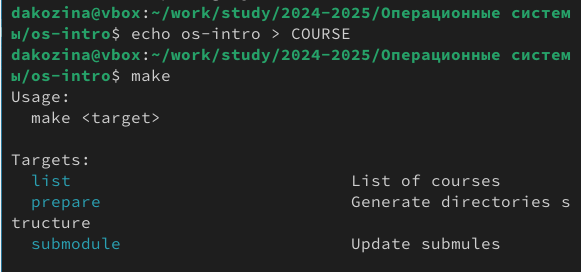 dakozina@vbox:~/work/study/2024-2025/Операционные систем
ы/os-intro$ echo os-intro > COURSE
dakozina@vbox:~/work/study/2024-2025/Операционные систем
ы/os-intro$ make
Usage:
  make <target>

Targets:
  list                            List of courses
  prepare                         Generate directories s
tructure
  submodule                       Update submules